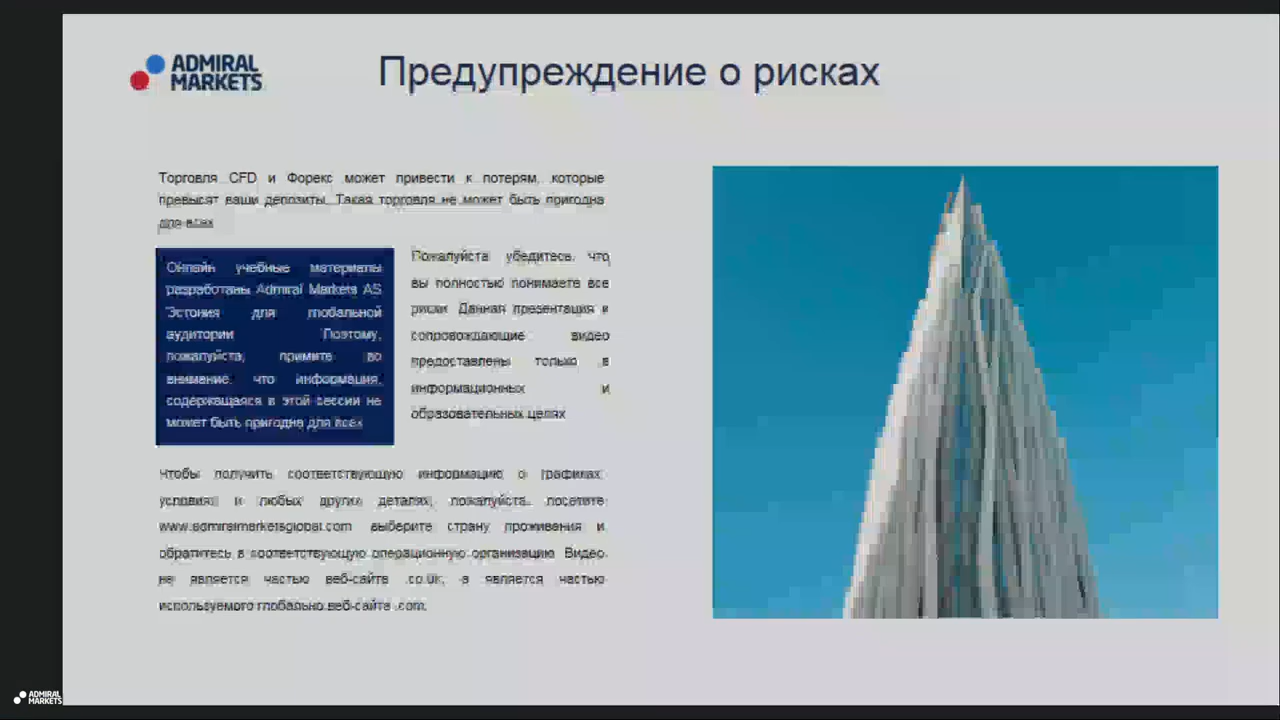 ADMIRAL
MARKETS
Предупреждение о рисках
Торговля CFD и Форекс может привести к потерям, которые
превысят ваши депозиты. Такая торговля не может быть пригодна
для всех
Онлайн учебные материалы
разработаны Admiral Markets AS
Эстония для глобальной
аудитории Поэтому,
пожалуйста, примите во
внимание, что информация,
содержащаяся в этой сессии не
может быть пригодна для всех
Пожалуйста убедитесь, что
вы полностью понимаете все
риски Данная презентация и
сопровождающие видео
предоставлены только в
информационных и
образовательных целях
Чтобы получить соответствующую информацию о графиках,
условиях и любых других деталях, пожалуйста, посетите
www.admiralmarketsglobal.com выберите страну проживания и
обратитесь в соответствующую операционную организацию Видео
не является частью веб-сайта .co.uk, а является частью
используемого глобально веб-сайта .com.
ADMIRAL
MARKETS